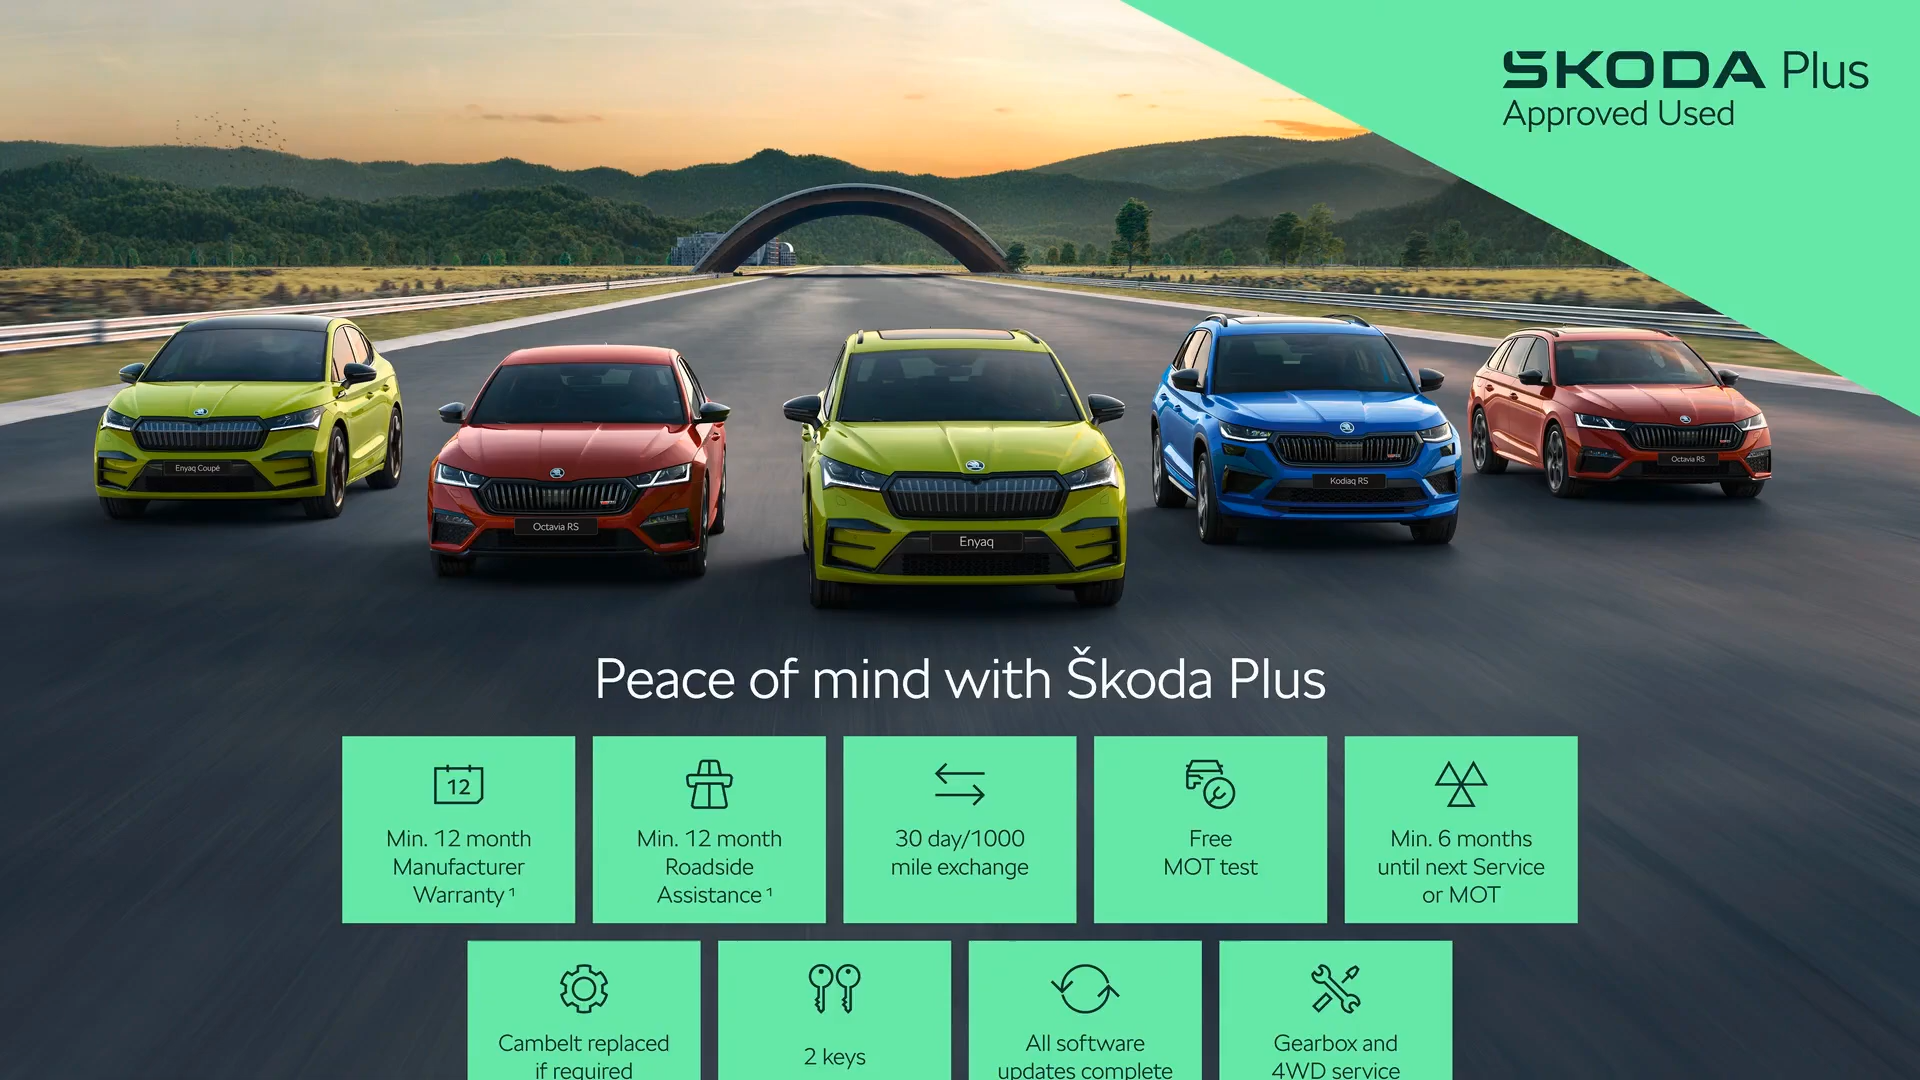 ŠKODA Plus
Approved Used
Enyaq Coupé
Octavia RS
Enyaq
Kodiaq RS
Octavia RS
Peace of mind with Škoda Plus
12
Min. 12 month
Manufacturer
Warranty ¹
Min. 12 month
Roadside
Assistance ¹
30 day/1000
mile exchange
Free
MOT test
Min. 6 months
until next Service
or MOT
Cambelt replaced
if required
2 keys
All software
updates complete
Gearbox and
4WD service